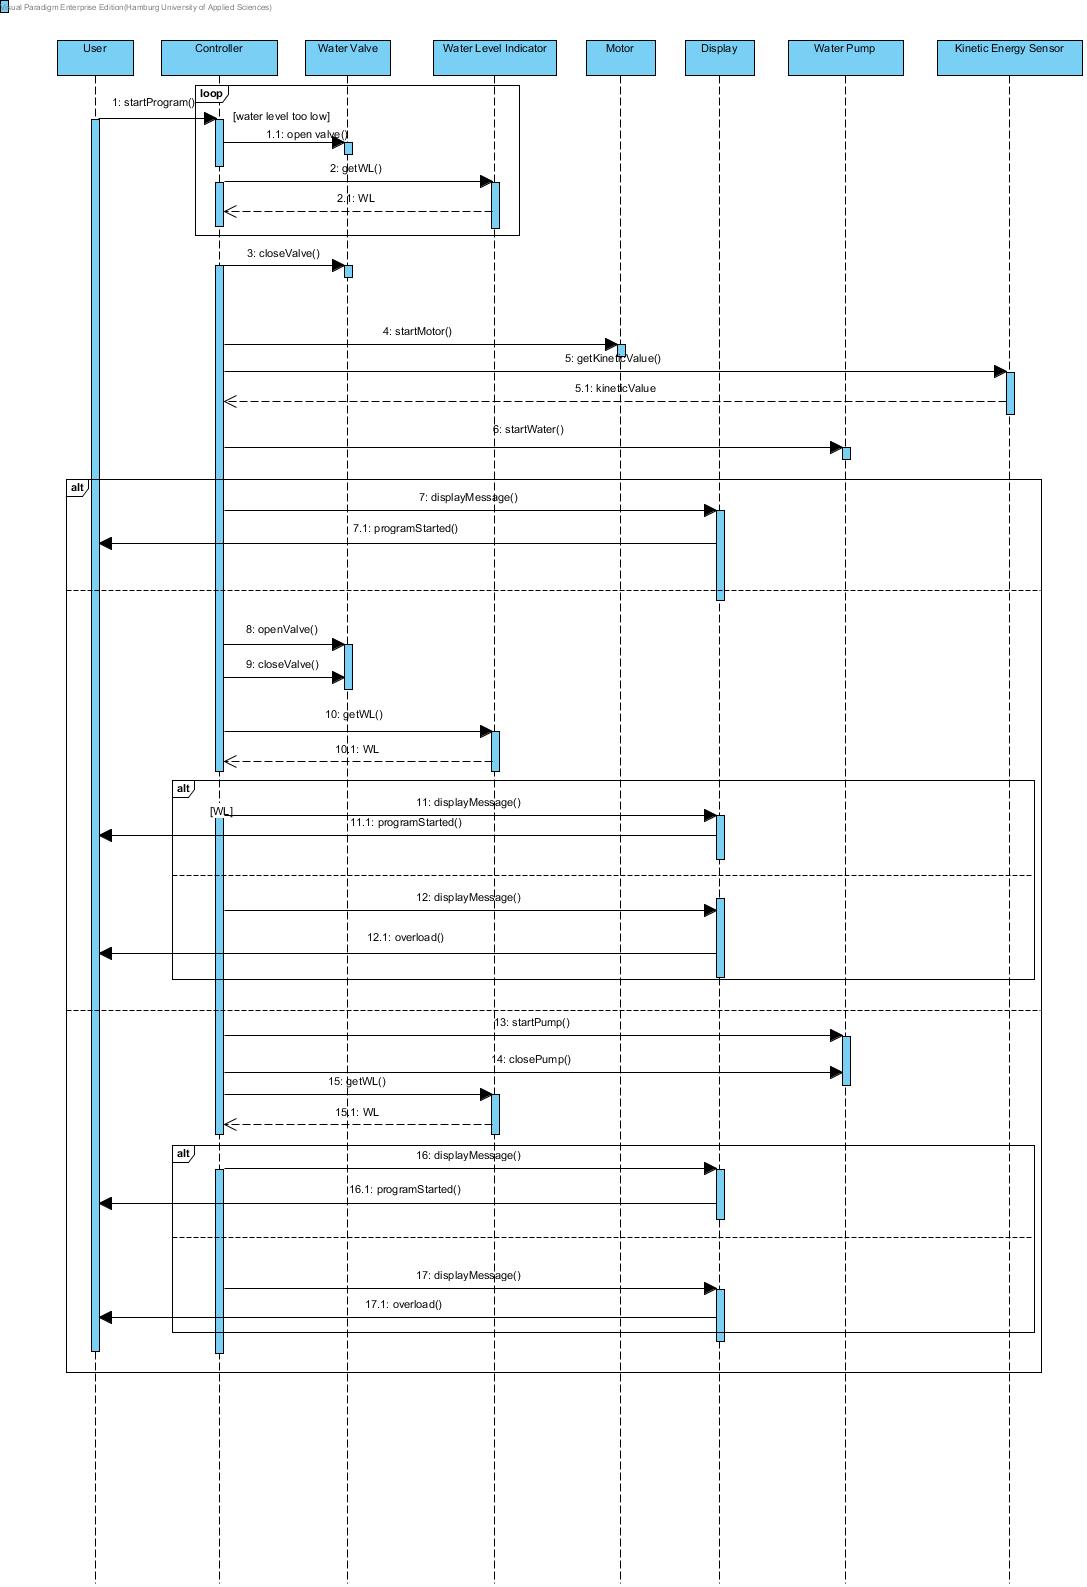 Visual Paradigm Enterprise Edition(Hamburg University of Applied Sciences)
User
Controller
Water Valve
Water Level Indicator
Motor
Display
Water Pump
Kinetic Energy Sensor
loop
1: startProgram()
[water level too low]
1.1: open valve()
2: getWL()
2.1: WL
3: closeValve()
4: startMotor()
5: getKineticValue()
5.1: kineticValue
6: startWater()
alt
7: displayMessage()
7.1: programStarted()
8: openValve()
9: closeValve()
10: getWL()
10.1: WL
alt
[WL]
11: displayMessage()
11.1: programStarted()
12: displayMessage()
12.1: overload()
13: startPump()
14: closePump()
15: getWL()
15.1: WL
alt
16: displayMessage()
16.1: programStarted()
17: displayMessage()
17.1: overload()